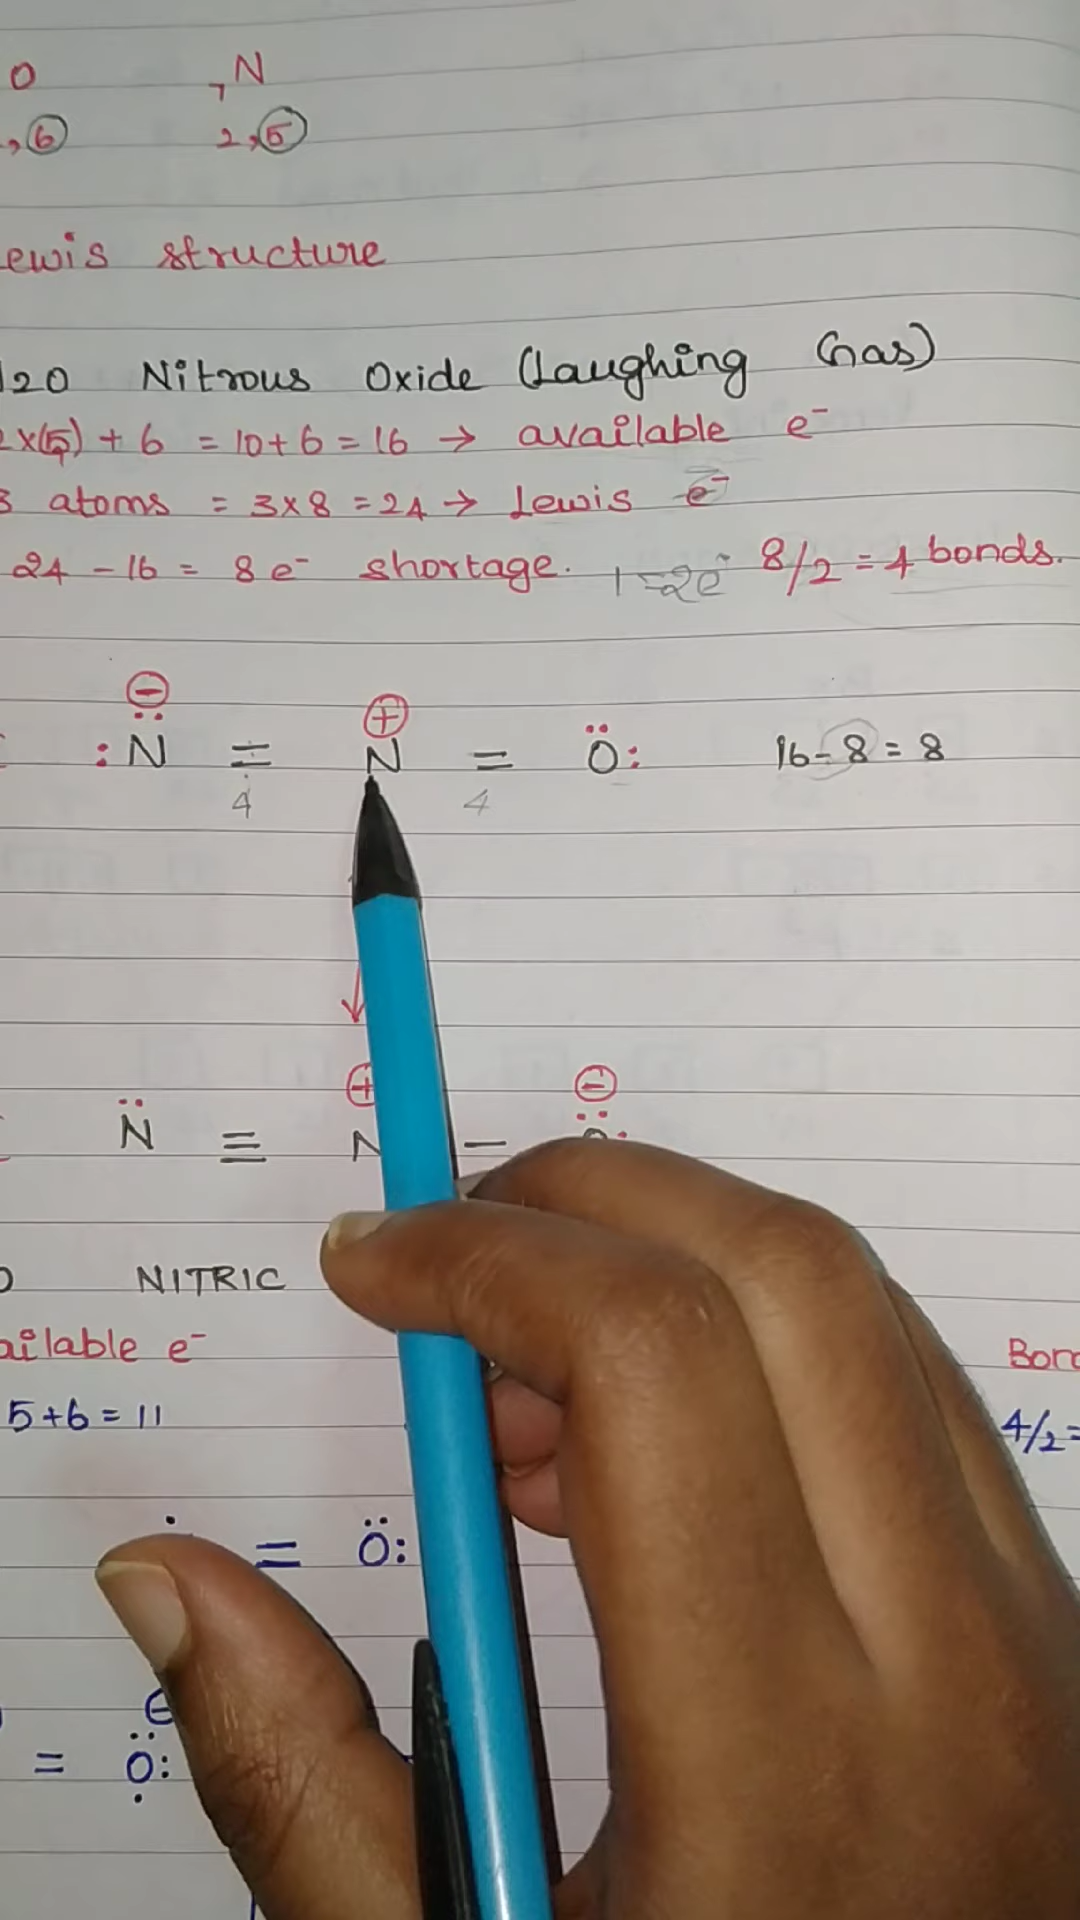 O ₇N
,6 2,5
ewis structure
20 Nitrous Oxide (Laughing Gas)
×(5) + 6 = 10+6 = 16 → available e⁻
3 atoms = 3×8 = 24 → Lewis e⁻
24 - 16 = 8 e⁻ shortage. 1-2e⁻ 8/2 = 4 bonds.
⊖ ⊕
:N̈ = N = Ö: 16-8 = 8
4 4
↓
⊕ ⊖
N̈ ≡ N -
NITRIC
ailable e⁻ Bon
5+6 = 11 4/2=
= Ö:
= Ö: